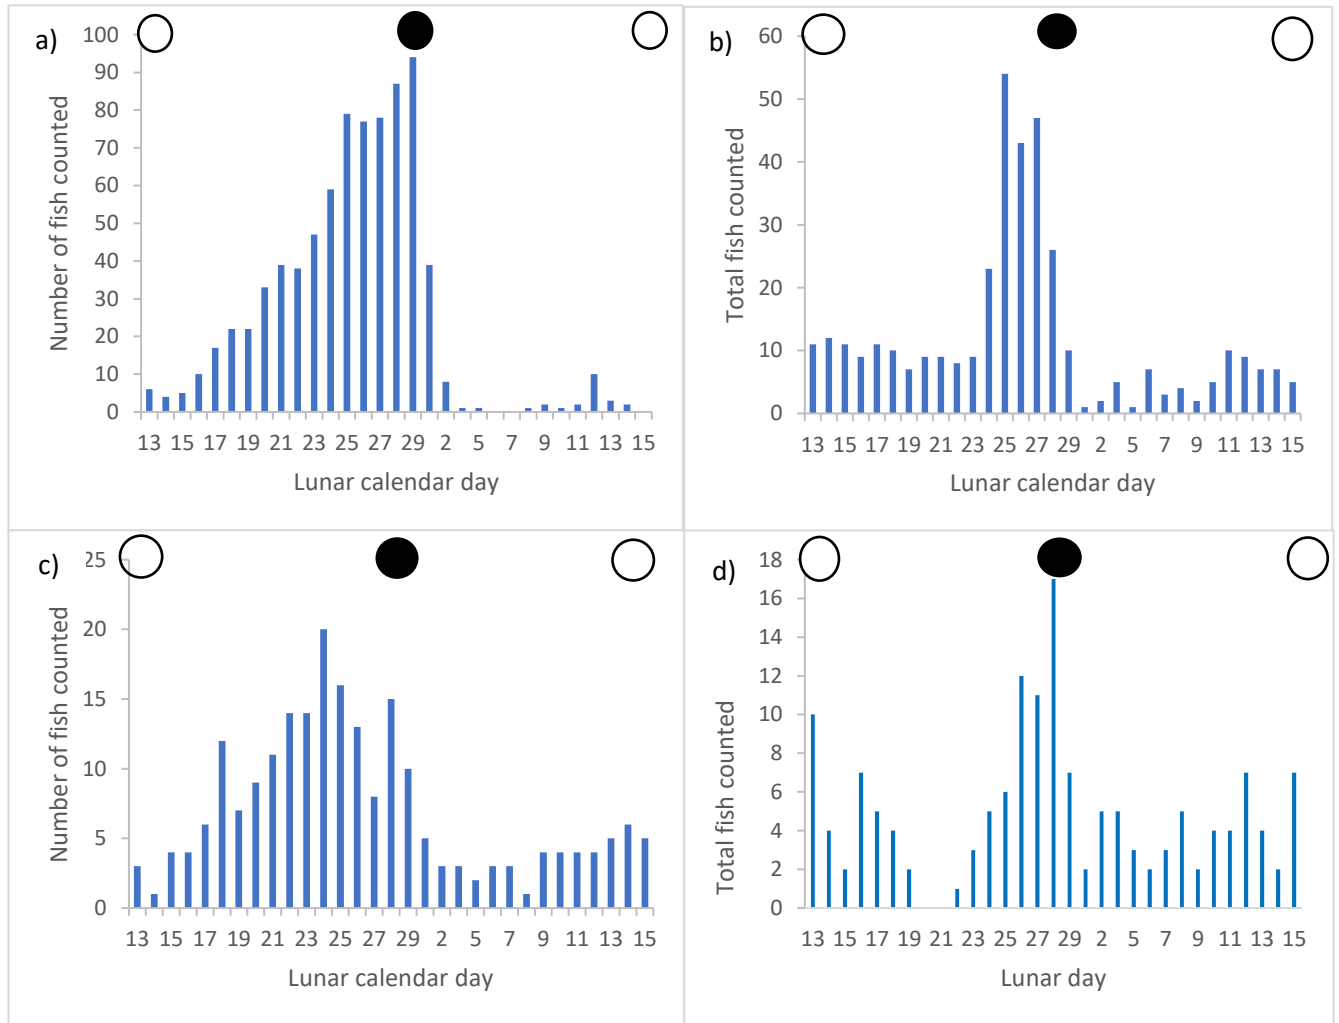 a)
100
90
80
70
60
50
40
30
20
10
0
Number of fish counted
13 15 17 19 21 23 25 27 29 2 5 7 9 11 13 15
Lunar calendar day
b)
60
50
40
30
20
10
0
Total fish counted
13 15 17 19 21 23 25 27 29 2 5 7 9 11 13 15
Lunar calendar day
c)
25
20
15
10
5
0
Number of fish counted
13 15 17 19 21 23 25 27 29 2 5 7 9 11 13 15
Lunar calendar day
d)
18
16
14
12
10
8
6
4
2
0
Total fish counted
13 15 17 19 21 23 25 27 29 2 5 7 9 11 13 15
Lunar day